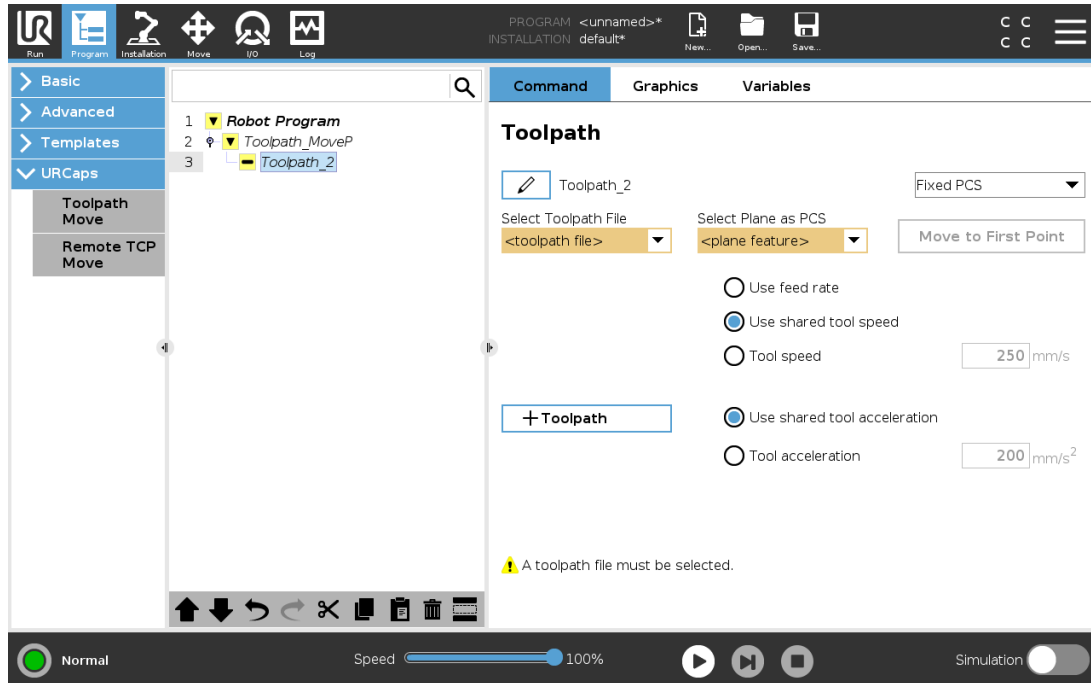 PROGRAM <unnamed>*
INSTALLATION default*
UR
Run
Program
Installation
Move
I/O
Log
New...
Open...
Save...
C C
C C
Basic
Advanced
Templates
URCaps
Toolpath
Move
Remote TCP
Move
1 Robot Program
2 Toolpath_MoveP
3 Toolpath_2
Command Graphics Variables
Toolpath
Toolpath_2
Fixed PCS
Select Toolpath File
<toolpath file>
Select Plane as PCS
<plane feature>
Move to First Point
Use feed rate
Use shared tool speed
Tool speed 250 mm/s
+Toolpath
Use shared tool acceleration
Tool acceleration 200 mm/s²
A toolpath file must be selected.
Normal
Speed 100%
Simulation